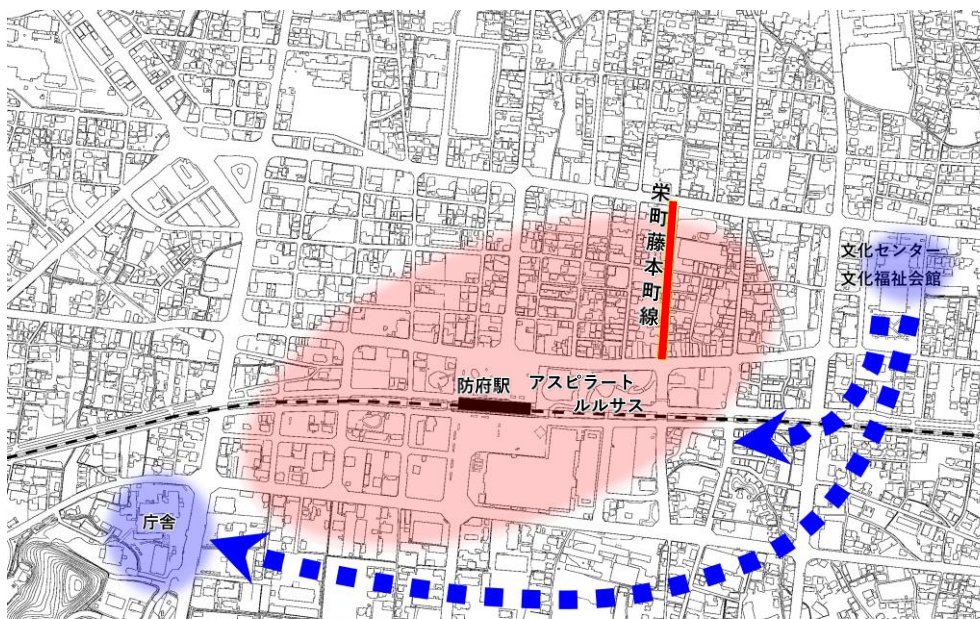 栄町藤本町線
文化センター
文化福祉会館
防府駅
アスピラート
ルルサス
庁舎